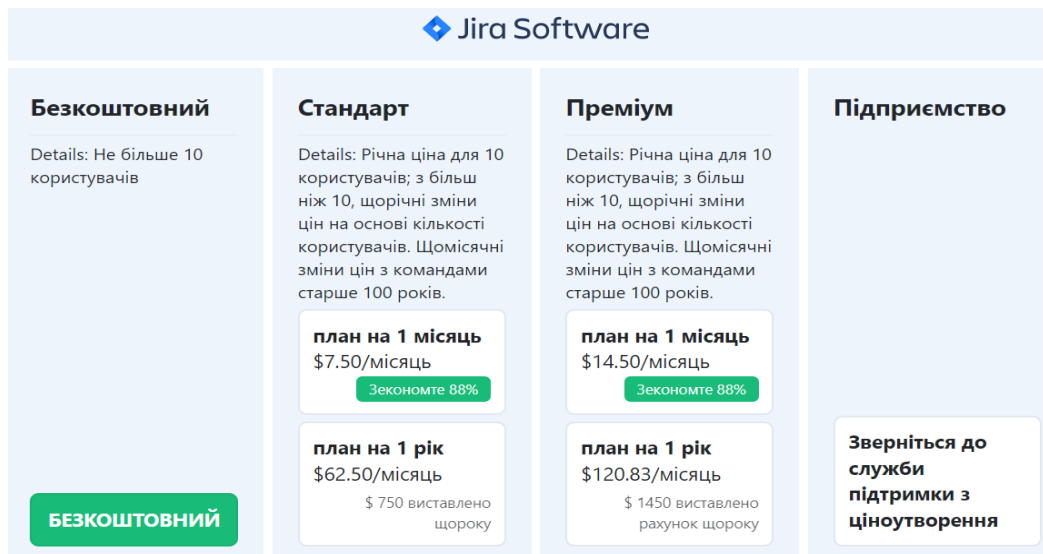 Jira Software
Безкоштовний
Details: Не більше 10
користувачів
БЕЗКОШТОВНИЙ
Стандарт
Details: Річна ціна для 10
користувачів; з більш
ніж 10, щорічні зміни
цін на основі кількості
користувачів. Щомісячні
зміни цін з командами
старше 100 років.
план на 1 місяць
$7.50/місяць
Зекономте 88%
план на 1 рік
$62.50/місяць
$ 750 виставлено
щороку
Преміум
Details: Річна ціна для 10
користувачів; з більш
ніж 10, щорічні зміни
цін на основі кількості
користувачів. Щомісячні
зміни цін з командами
старше 100 років.
план на 1 місяць
$14.50/місяць
Зекономте 88%
план на 1 рік
$120.83/місяць
$ 1450 виставлено
рахунок щороку
Підприємство
Зверніться до
служби
підтримки з
ціноутворення